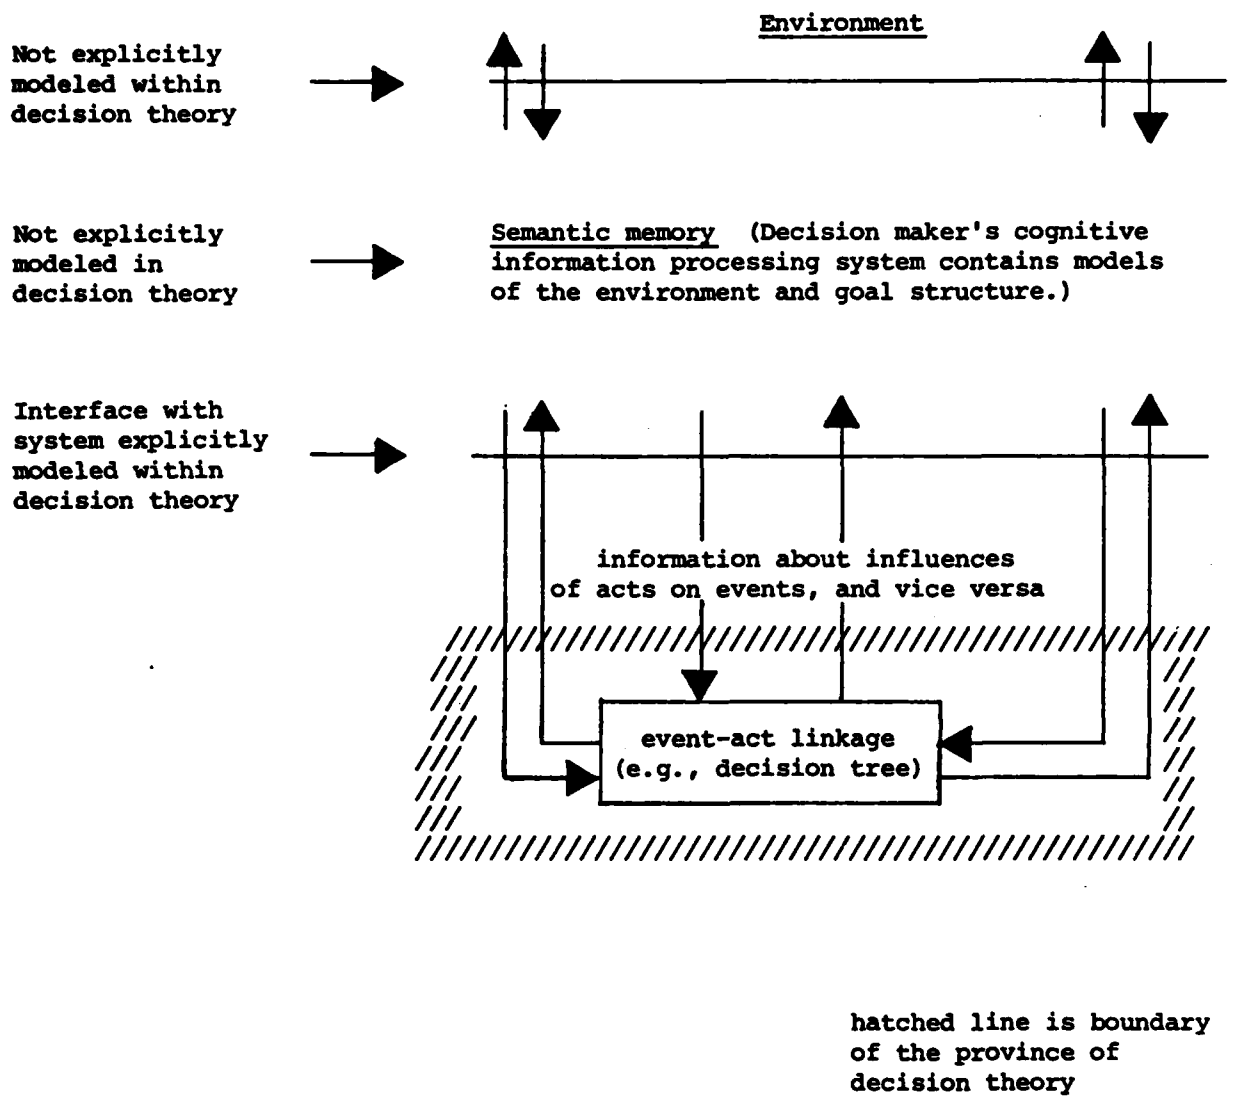 Environment
Not explicitly
modeled within
decision theory
Not explicitly
modeled in
decision theory
Semantic memory (Decision maker's cognitive
information processing system contains models
of the environment and goal structure.)
Interface with
system explicitly
modeled within
decision theory
information about influences
of acts on events, and vice versa
event-act linkage
(e.g., decision tree)
hatched line is boundary
of the province of
decision theory